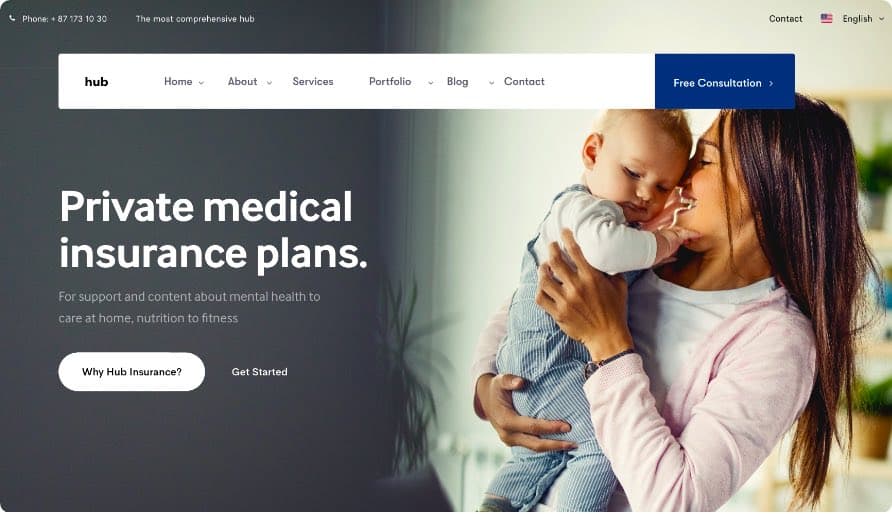 Phone: + 87 173 10 30
The most comprehensive hub
Contact
English
hub
Home
About
Services
Portfolio
Blog
Contact
Free Consultation
Private medical
insurance plans.
For support and content about mental health to
care at home, nutrition to fitness
Why Hub Insurance?
Get Started